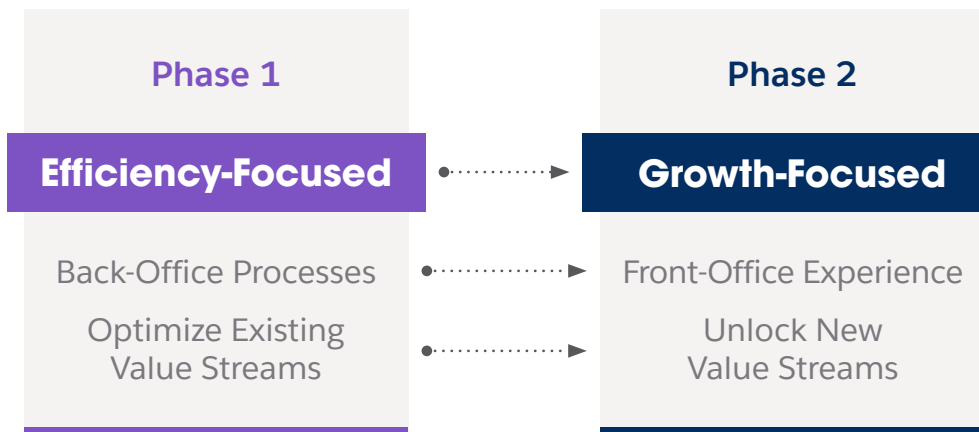 Phase 1
Efficiency-Focused
Back-Office Processes
Optimize Existing
Value Streams
Phase 2
Growth-Focused
Front-Office Experience
Unlock New
Value Streams